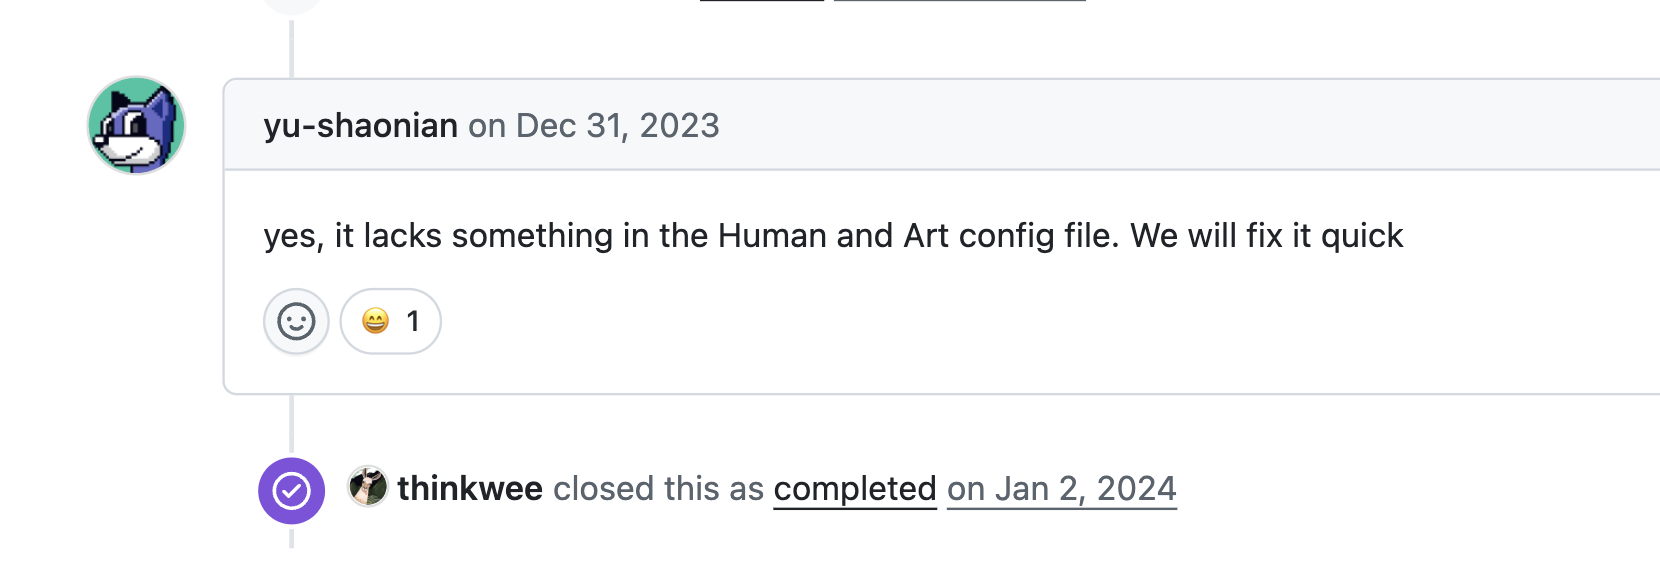 yu-shaonian on Dec 31, 2023
yes, it lacks something in the Human and Art config file. We will fix it quick
😄 1
thinkwee closed this as completed on Jan 2, 2024